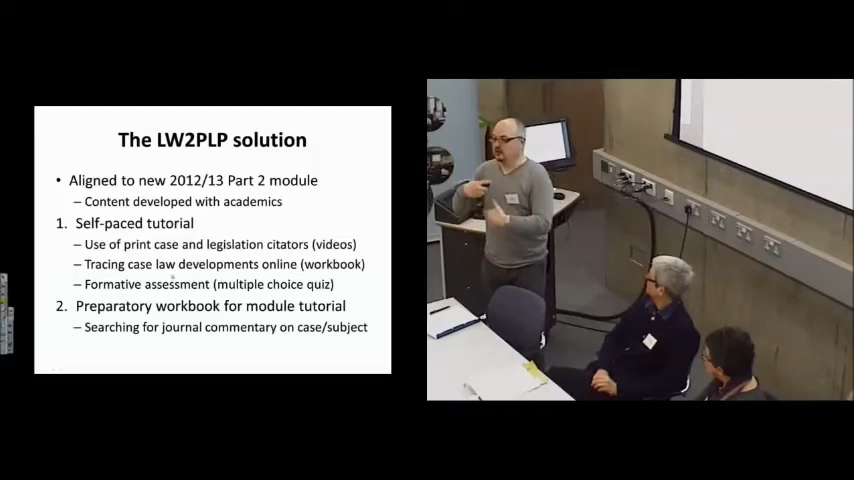 The LW2PLP solution
• Aligned to new 2012/13 Part 2 module
– Content developed with academics
1. Self-paced tutorial
– Use of print case and legislation citators (videos)
– Tracing case law developments online (workbook)
– Formative assessment (multiple choice quiz)
2. Preparatory workbook for module tutorial
– Searching for journal commentary on case/subject